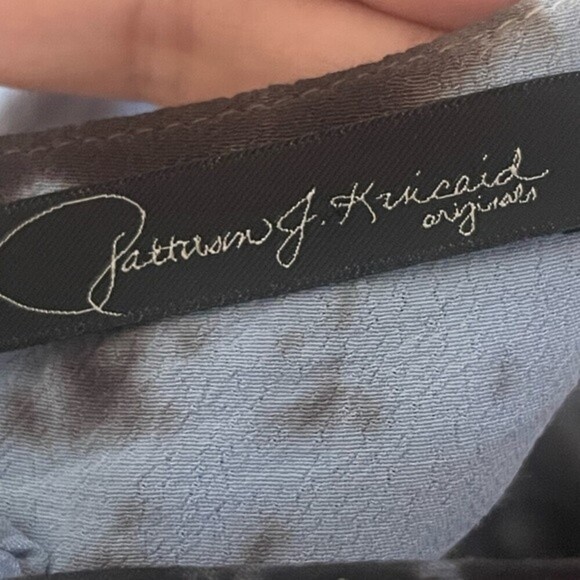 Patterson J. Kincaid
originals